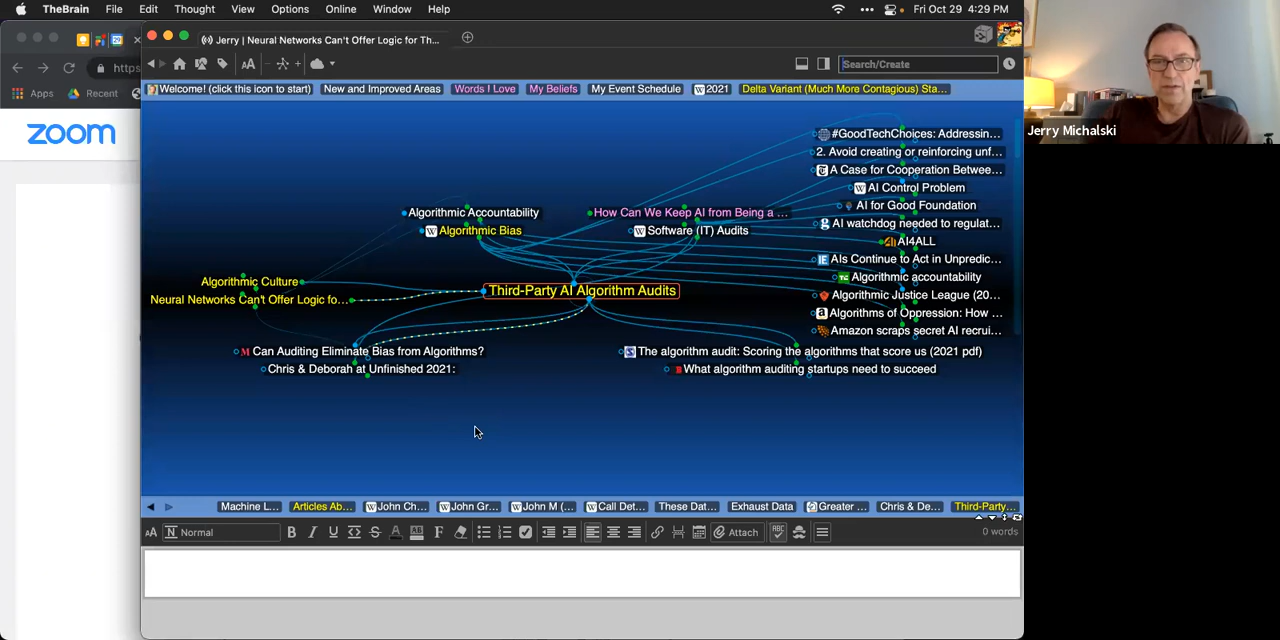 TheBrain File Edit Thought View Options Online Window Help Fri Oct 29 4:29 PM
Jerry | Neural Networks Can't Offer Logic for Th...
https
Search/Create
Apps Recent
Welcome! (click this icon to start) New and Improved Areas Words I Love My Beliefs My Event Schedule 2021 Delta Variant (Much More Contagious) Sta...
zoom
Jerry Michalski
#GoodTechChoices: Addressin...
2. Avoid creating or reinforcing unf...
A Case for Cooperation Betwee...
AI Control Problem
AI for Good Foundation
Algorithmic Accountability
How Can We Keep AI from Being a ...
AI watchdog needed to regulat...
Algorithmic Bias
Software (IT) Audits
AI4ALL
AIs Continue to Act in Unpredic...
Algorithmic accountability
Algorithmic Culture
Third-Party AI Algorithm Audits
Algorithmic Justice League (20...
Neural Networks Can't Offer Logic fo...
Algorithms of Oppression: How ...
Amazon scraps secret AI recrui...
Can Auditing Eliminate Bias from Algorithms?
The algorithm audit: Scoring the algorithms that score us (2021 pdf)
Chris & Deborah at Unfinished 2021:
What algorithm auditing startups need to succeed
Machine L... Articles Ab... John Ch... John Gr... John M (... Call Det... These Dat... Exhaust Data Greater ... Chris & De... Third-Party...
Normal Attach 0 words